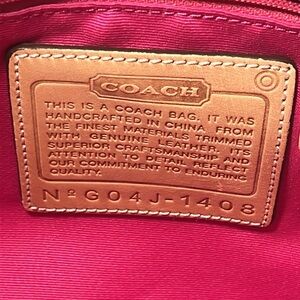 COACH
THIS IS A COACH BAG. IT WAS
HANDCRAFTED IN CHINA. FROM
THE FINEST MATERIALS TRIMMED
WITH GENUINE LEATHER. ITS
SUPERIOR CRAFTSMANSHIP AND
ATTENTION TO DETAIL REFLECT
OUR COMMITMENT TO ENDURING
QUALITY.
Nº G04J-1408